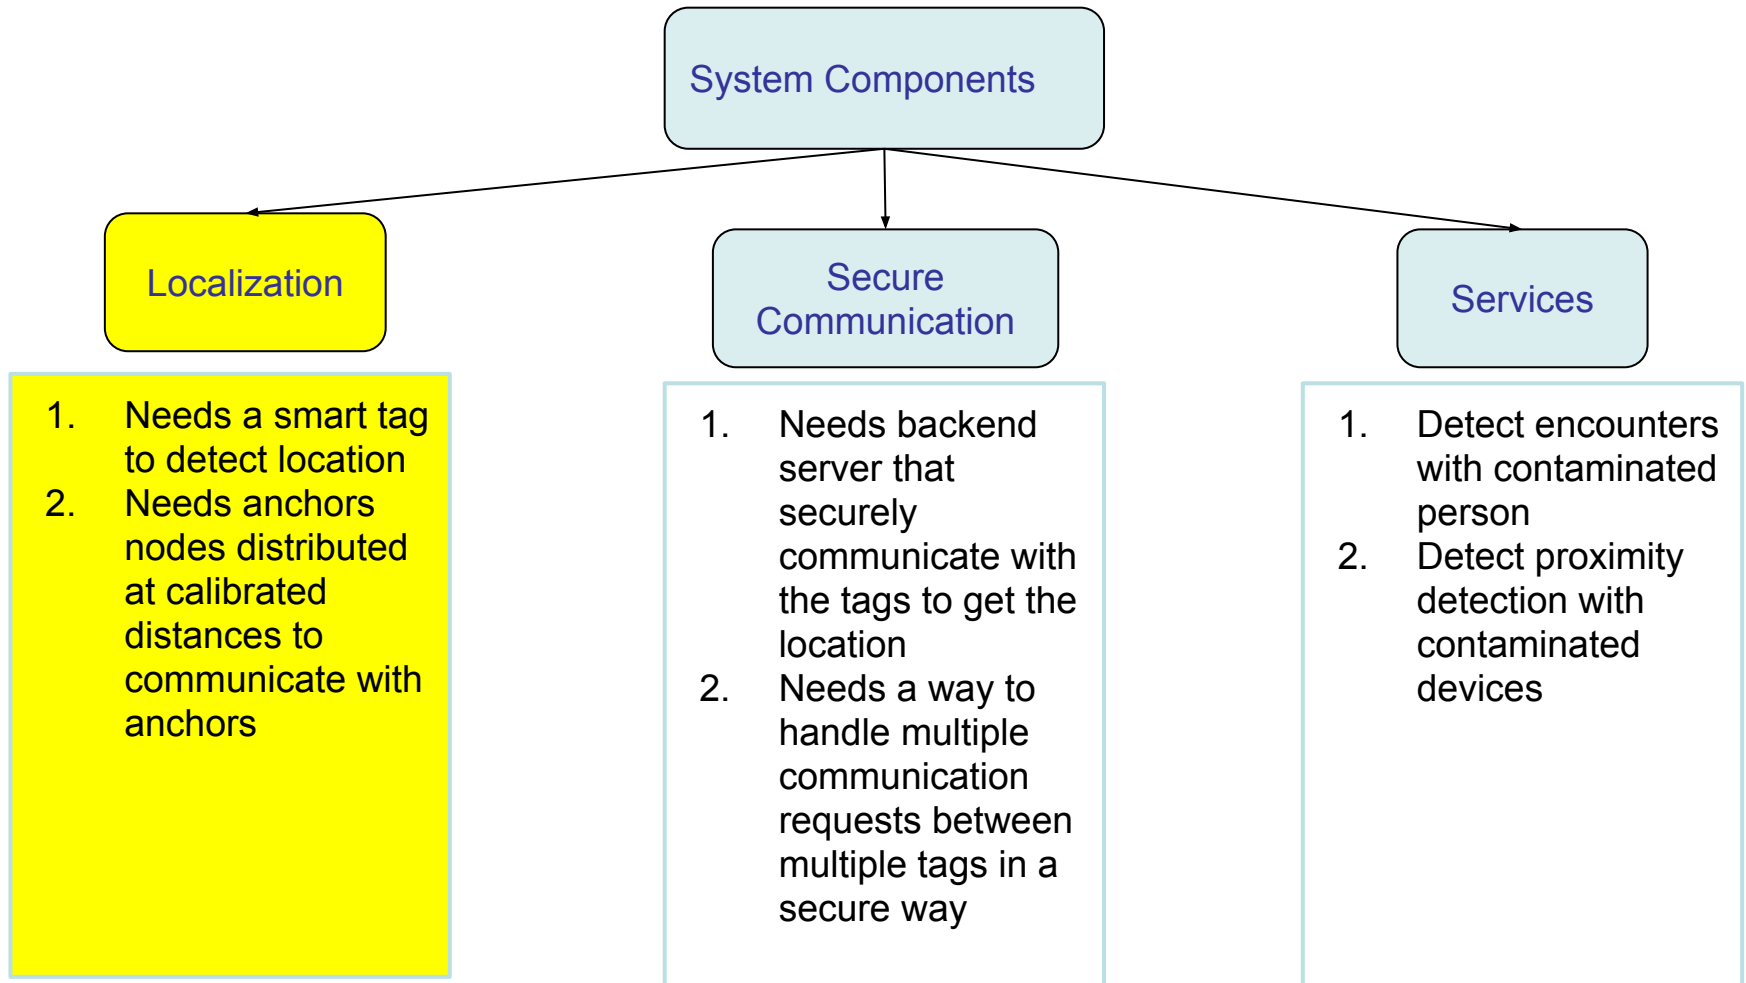 System Components
Localization
Secure
Communication
Services
1. Needs a smart tag
to detect location
2. Needs anchors
nodes distributed
at calibrated
distances to
communicate with
anchors
1. Needs backend
server that
securely
communicate with
the tags to get the
location
2. Needs a way to
handle multiple
communication
requests between
multiple tags in a
secure way
1. Detect encounters
with contaminated
person
2. Detect proximity
detection with
contaminated
devices